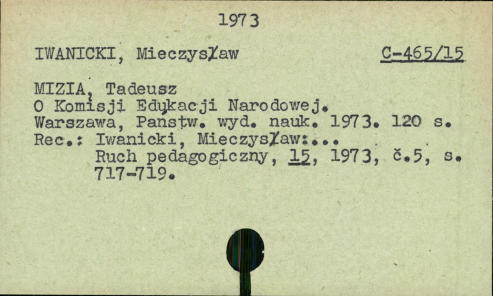 1973
IWANICKI, Mieczysław C-465/15
MIZIA, Tadeusz
O Komisji Edukacji Narodowej.
Warszawa, Państw. wyd. nauk. 1973. 120 s.
Rec.: Iwanicki, Mieczysław:...
Ruch pedagogiczny, 15, 1973, č.5, s.
717-719.